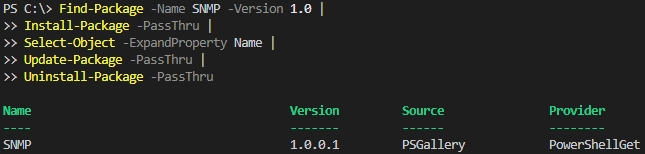 PS C:\> Find-Package -Name SNMP -Version 1.0 |
>> Install-Package -PassThru |
>> Select-Object -ExpandProperty Name |
>> Update-Package -PassThru |
>> Uninstall-Package -PassThru
Name Version Source Provider
---- ------- ------ --------
SNMP 1.0.0.1 PSGallery PowerShellGet